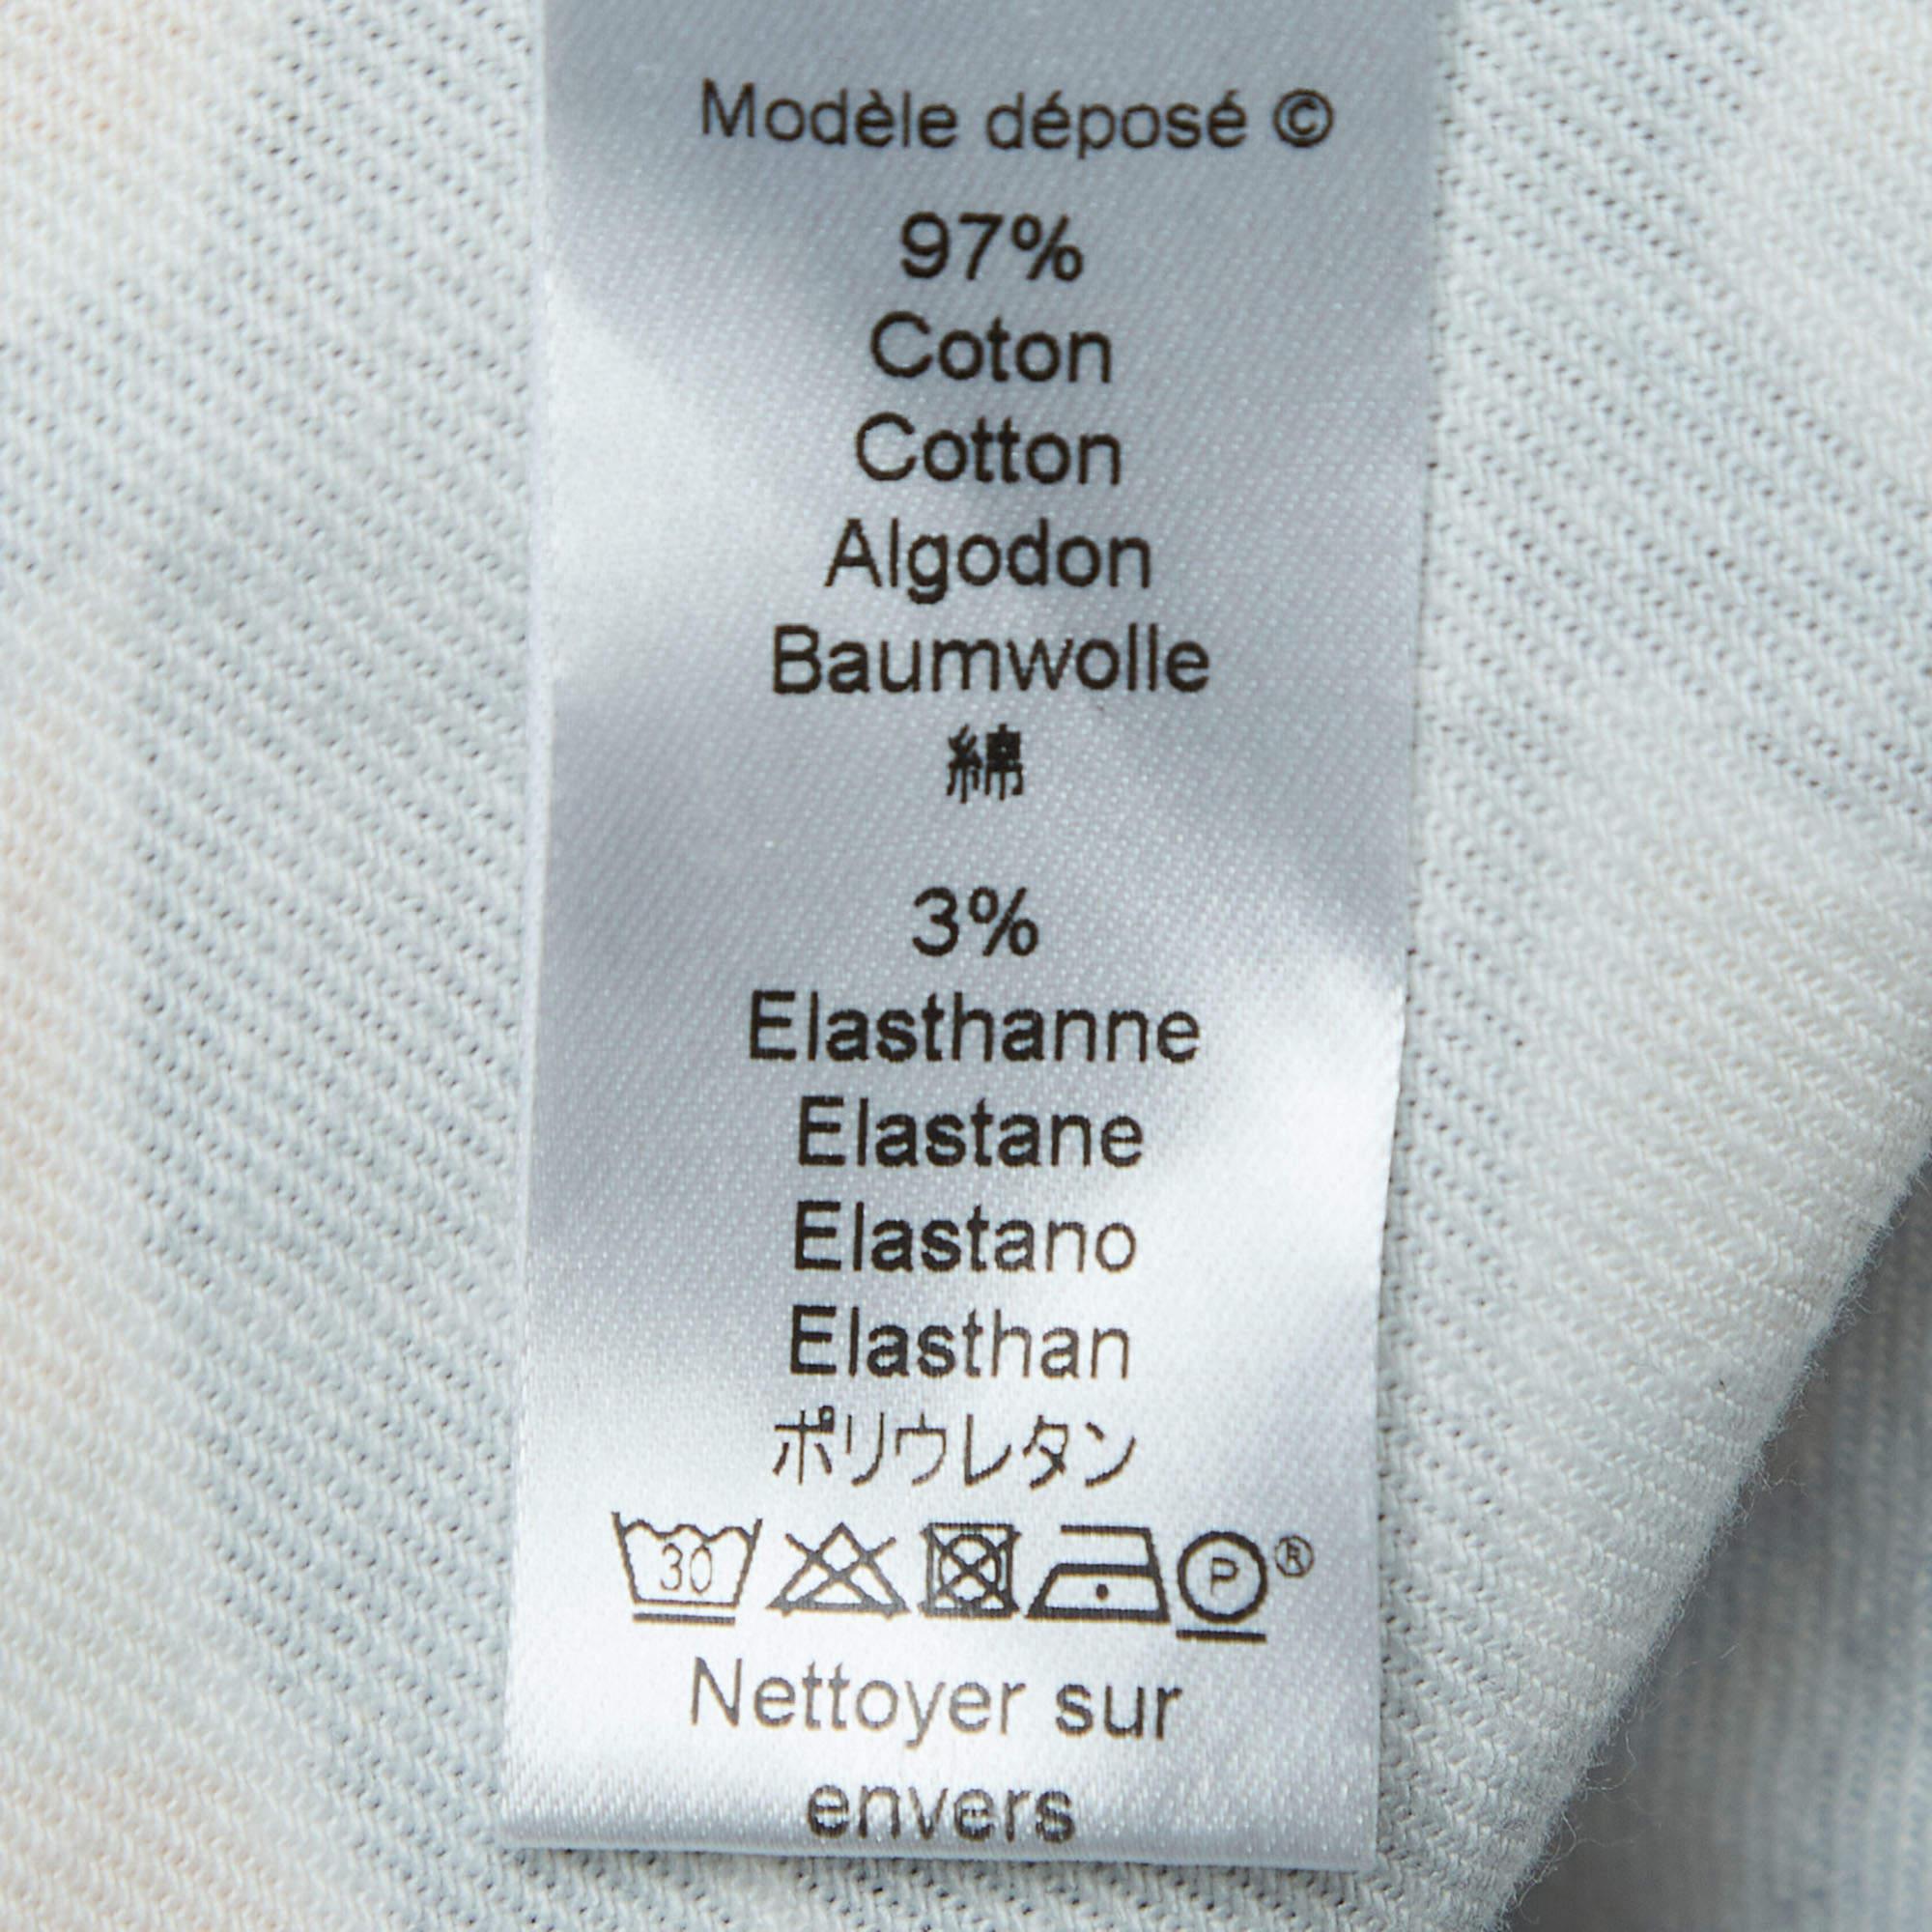 Modèle déposé ©
97%
Coton
Cotton
Algodon
Baumwolle
綿
3%
Elasthanne
Elastane
Elastano
Elasthan
ポリウレタン
30 P ®
Nettoyer sur
envers